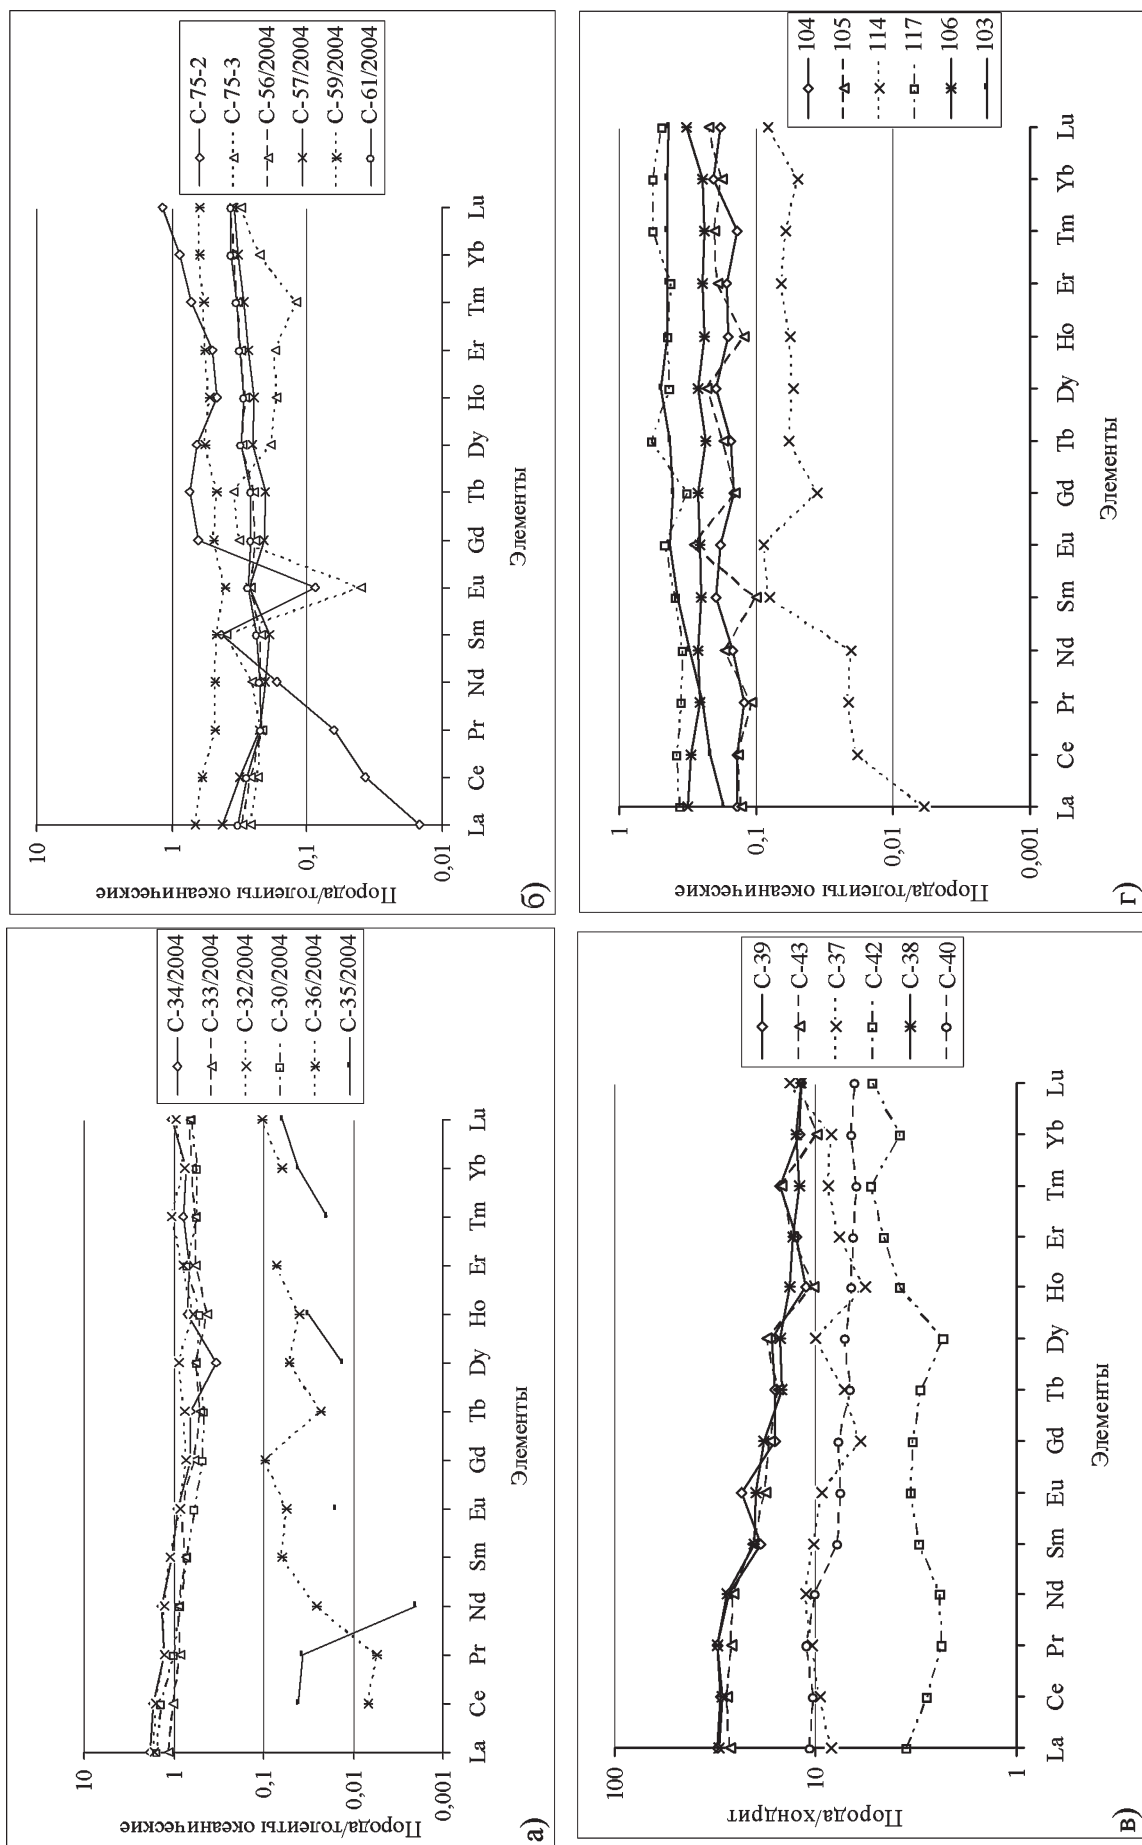 а)
Порода/толеиты океанические
10
1
0,1
0,01
0,001
La Ce Pr Nd Sm Eu Gd Tb Dy Ho Er Tm Yb Lu
Элементы
С-34/2004
С-33/2004
С-32/2004
С-30/2004
С-36/2004
С-35/2004
б)
Порода/толеиты океанические
10
1
0,1
0,01
La Ce Pr Nd Sm Eu Gd Tb Dy Ho Er Tm Yb Lu
Элементы
С-75-2
С-75-3
С-56/2004
С-57/2004
С-59/2004
С-61/2004
в)
Порода/хондрит
100
10
1
La Ce Pr Nd Sm Eu Gd Tb Dy Ho Er Tm Yb Lu
Элементы
С-39
С-43
С-37
С-42
С-38
С-40
г)
Порода/толеиты океанические
1
0,1
0,01
0,001
La Ce Pr Nd Sm Eu Gd Tb Dy Ho Er Tm Yb Lu
Элементы
104
105
114
117
106
103